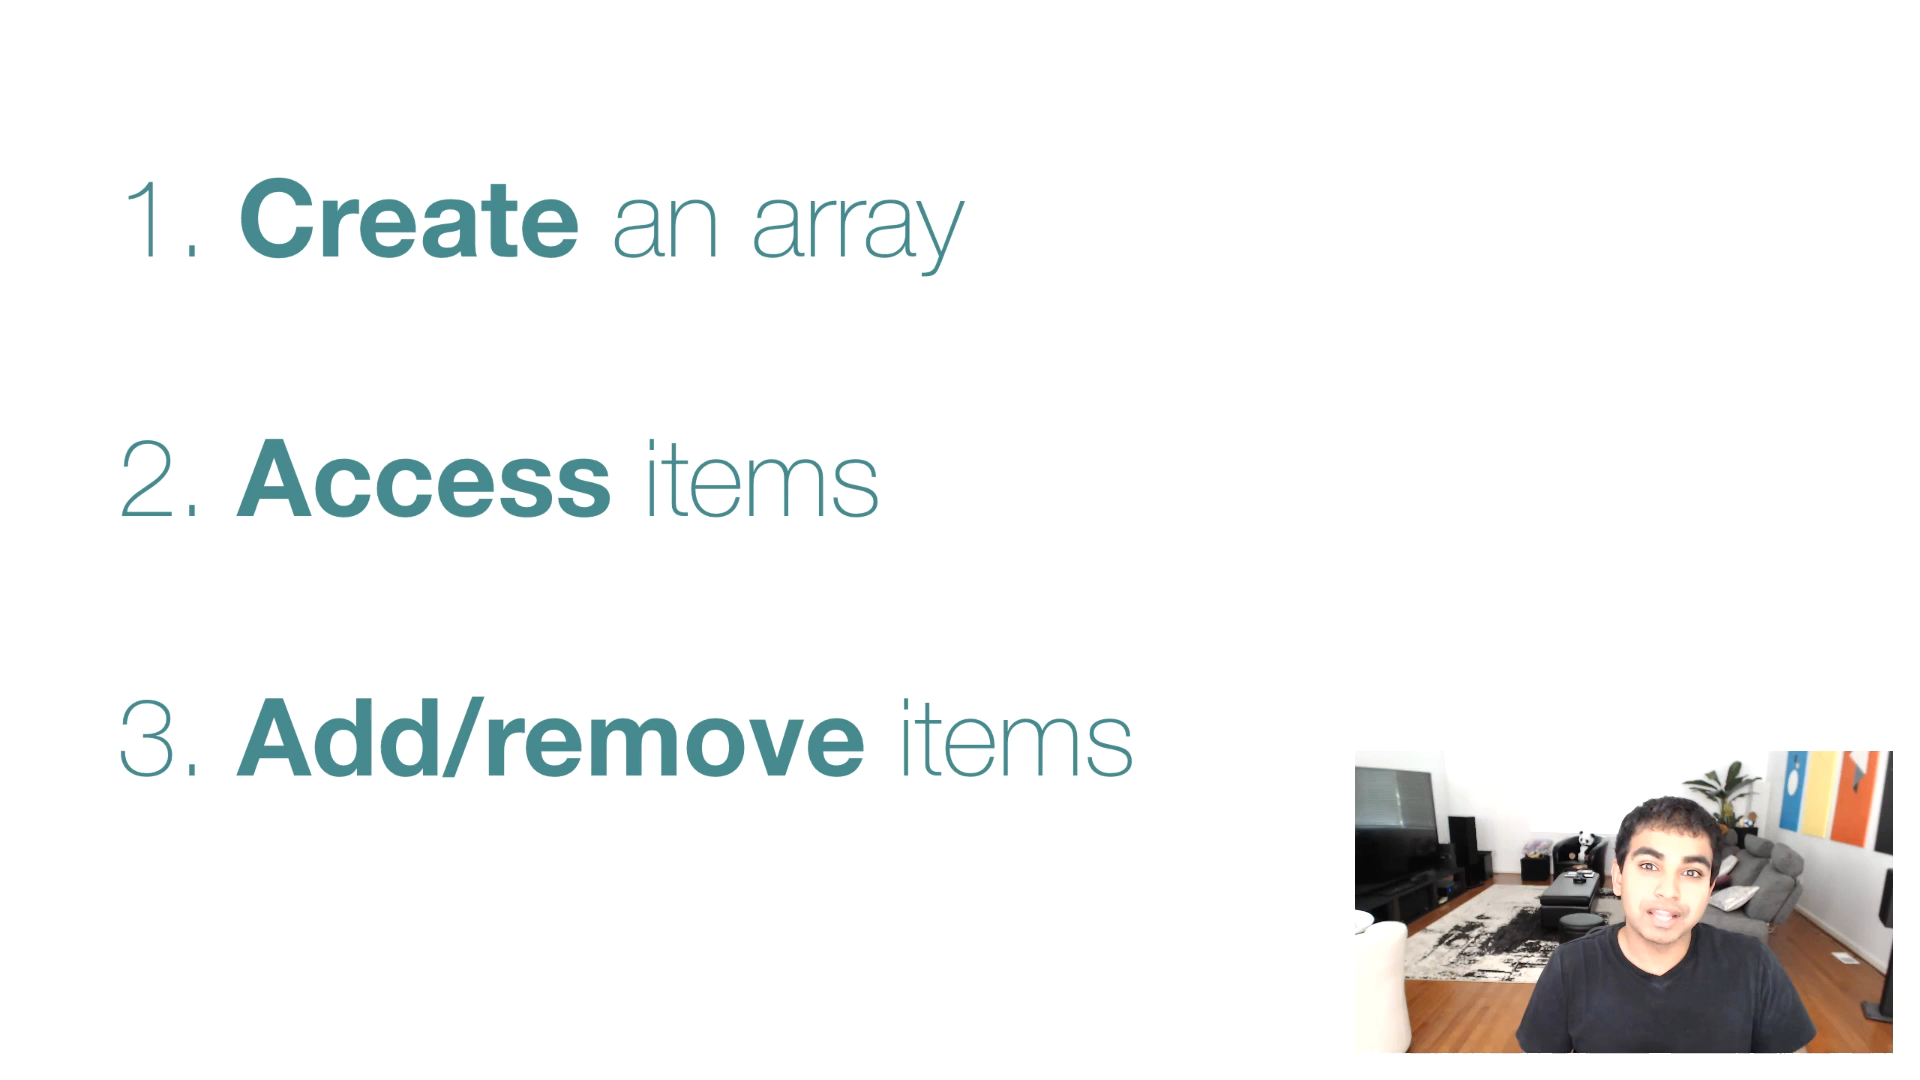 1. Create an array
2. Access items
3. Add/remove items